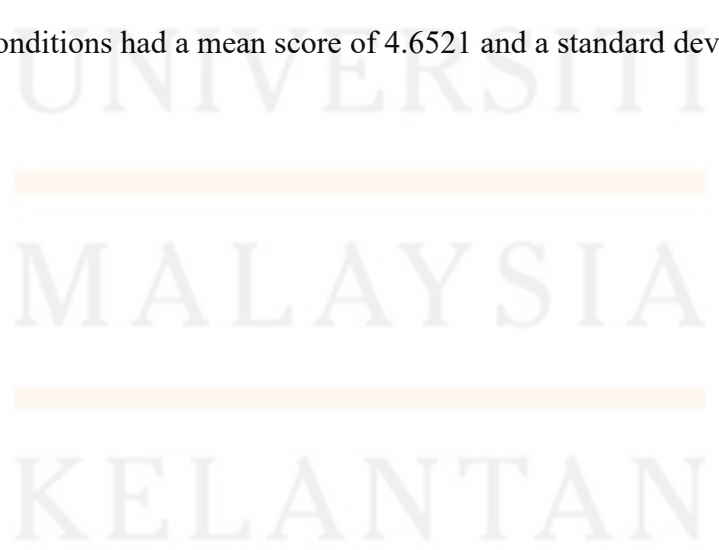 onditions had a mean score of 4.6521 and a standard dev
UNIVERSITI
MALAYSIA
KELANTAN